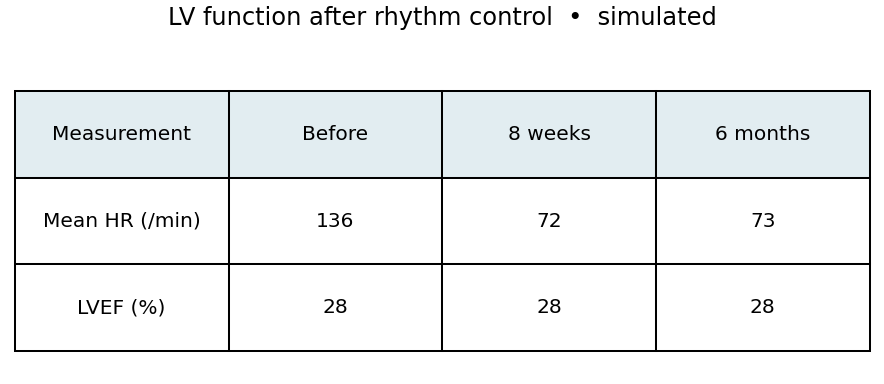 LV function after rhythm control • simulated
Measurement Before 8 weeks 6 months
Mean HR (/min) 136 72 73
LVEF (%) 28 28 28